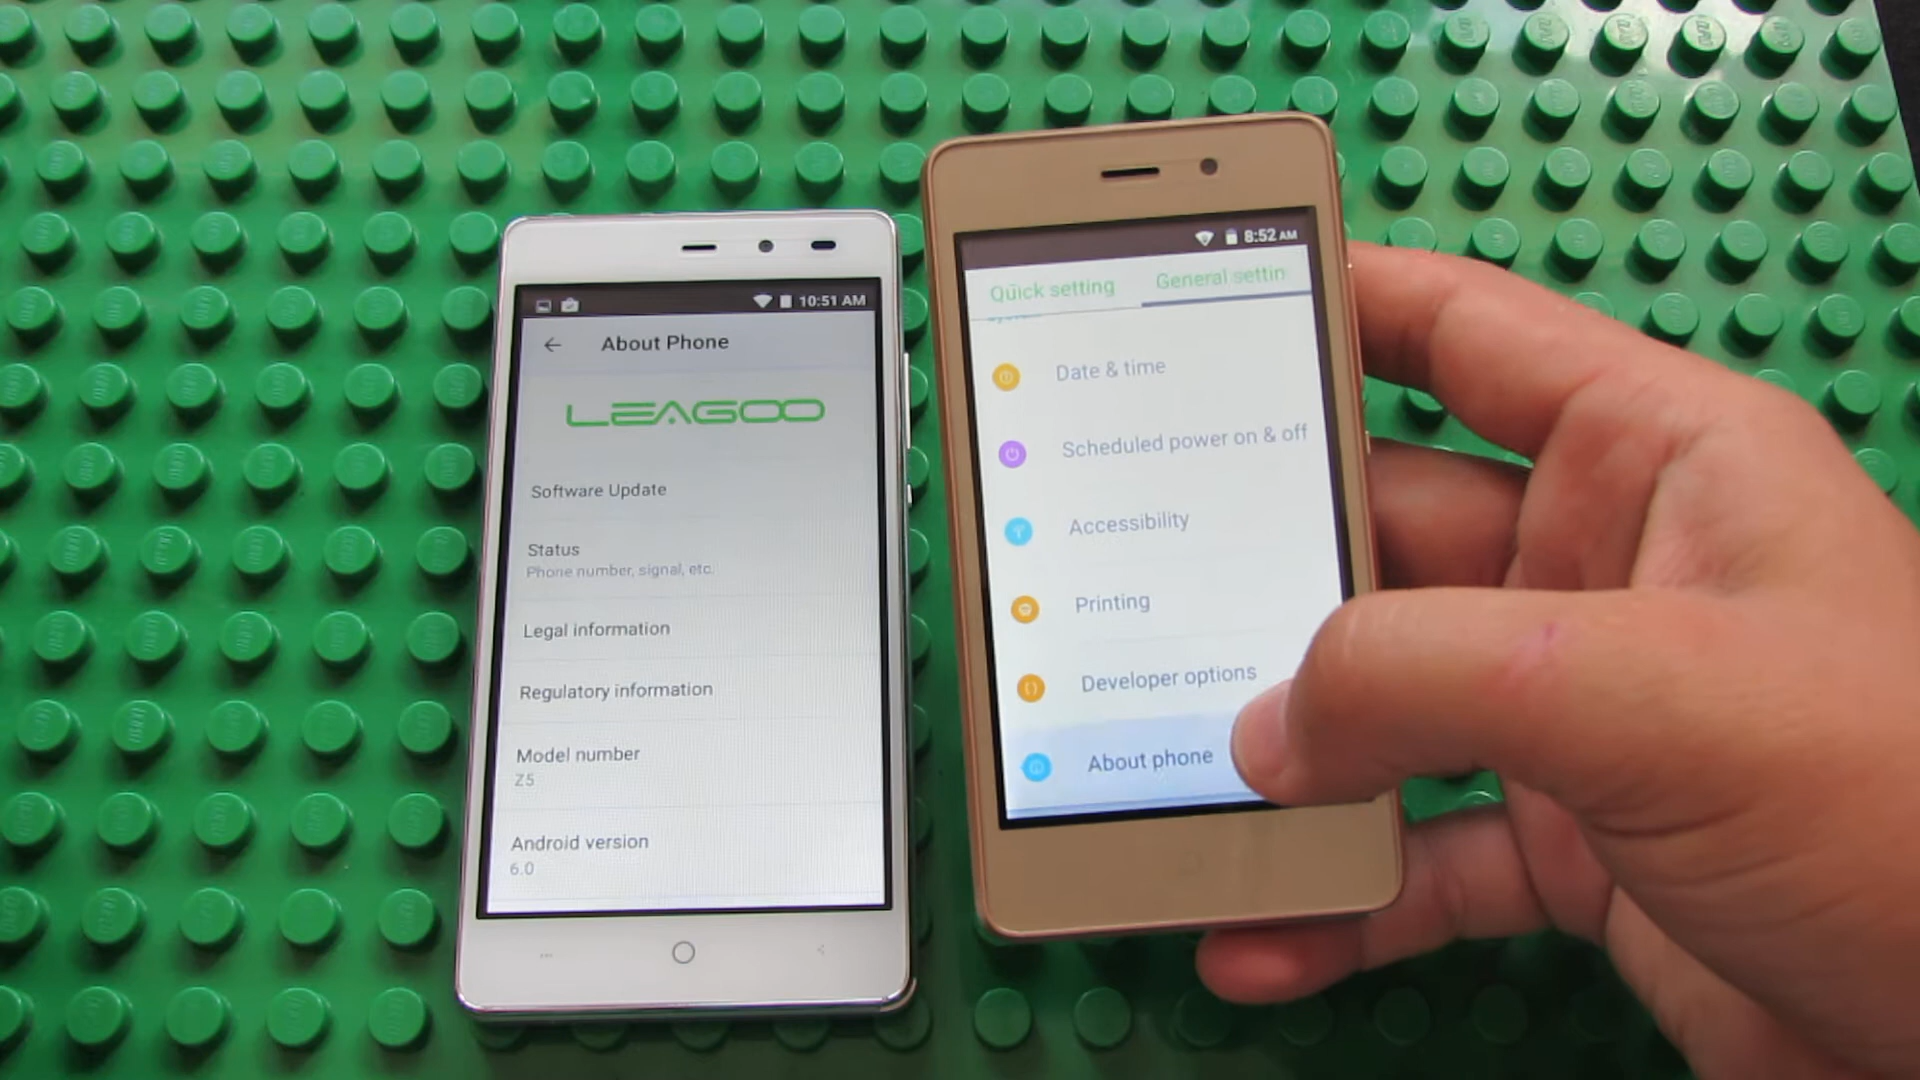 10:51 AM
About Phone
LEAGOO
Software Update
Status
Phone number, signal, etc.
Legal information
Regulatory information
Model number
Z5
Android version
6.0
8:52 AM
Quick setting
General settin
Date & time
Scheduled power on & off
Accessibility
Printing
Developer options
About phone